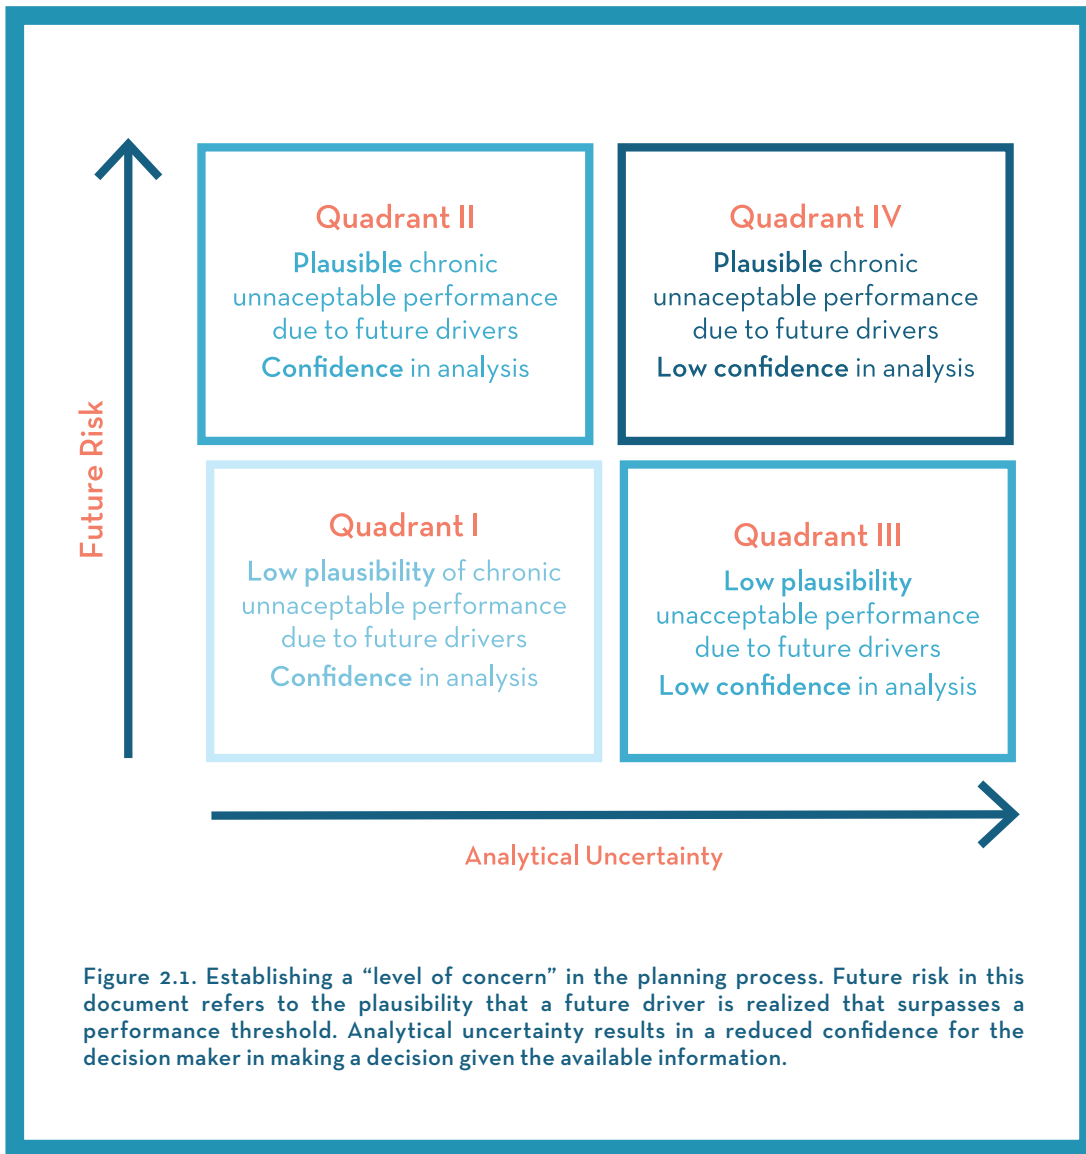 Future Risk
Quadrant II
Plausible chronic
unnaceptable performance
due to future drivers
Confidence in analysis
Quadrant IV
Plausible chronic
unnaceptable performance
due to future drivers
Low confidence in analysis
Quadrant I
Low plausibility of chronic
unnaceptable performance
due to future drivers
Confidence in analysis
Quadrant III
Low plausibility
unacceptable performance
due to future drivers
Low confidence in analysis
Analytical Uncertainty
Figure 2.1. Establishing a “level of concern” in the planning process. Future risk in this
document refers to the plausibility that a future driver is realized that surpasses a
performance threshold. Analytical uncertainty results in a reduced confidence for the
decision maker in making a decision given the available information.